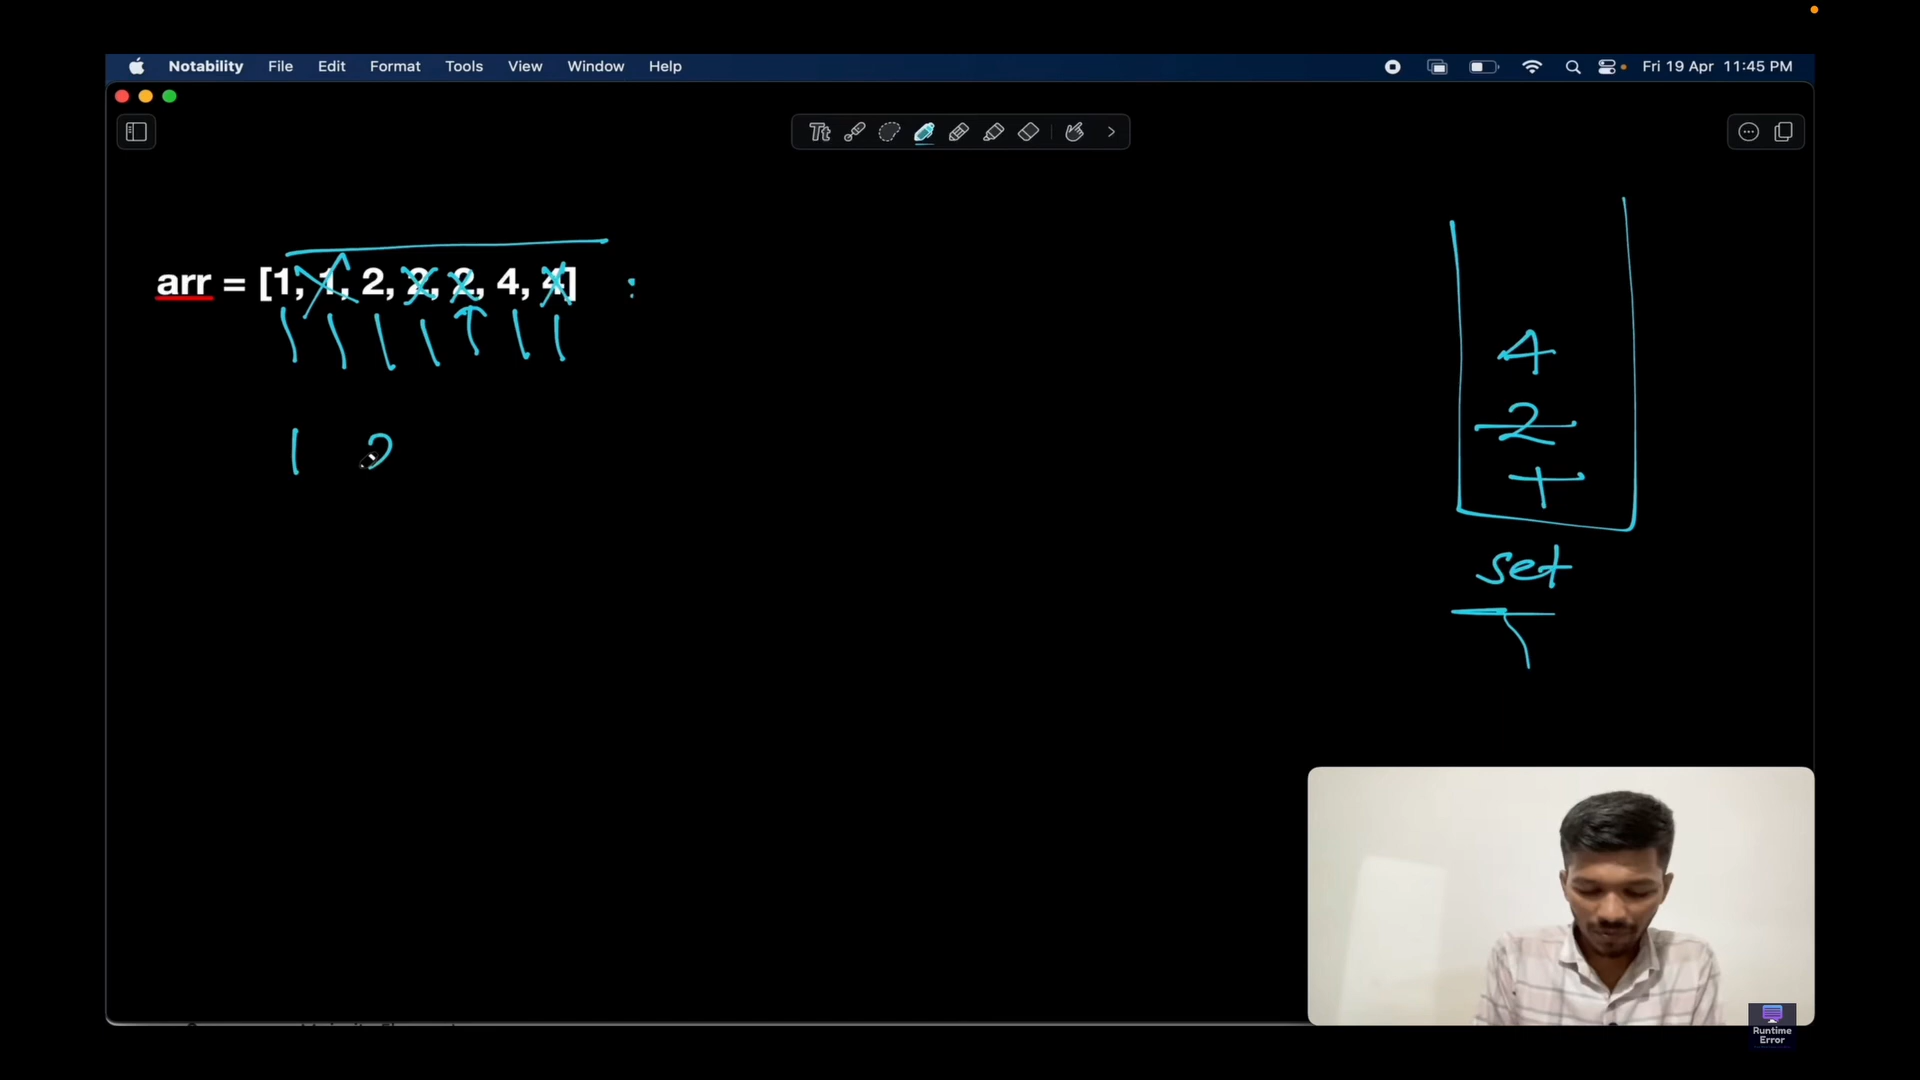 Notability File Edit Format Tools View Window Help Fri 19 Apr 11:45 PM
Tt
arr = [1, 1, 2, 2, 2, 4, 4] :
1 2
4
2
1
set
Runtime
Error